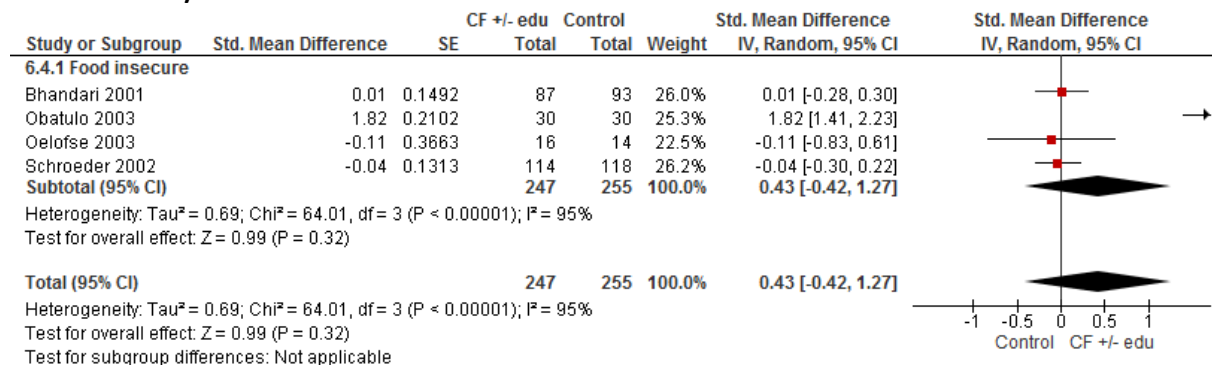 CF +/- edu Control Std. Mean Difference Std. Mean Difference
Study or Subgroup Std. Mean Difference SE Total Total Weight IV, Random, 95% CI IV, Random, 95% CI
6.4.1 Food insecure
Bhandari 2001 0.01 0.1492 87 93 26.0% 0.01 [-0.28, 0.30]
Obatulo 2003 1.82 0.2102 30 30 25.3% 1.82 [1.41, 2.23]
Oelofse 2003 -0.11 0.3663 16 14 22.5% -0.11 [-0.83, 0.61]
Schroeder 2002 -0.04 0.1313 114 118 26.2% -0.04 [-0.30, 0.22]
Subtotal (95% CI) 247 255 100.0% 0.43 [-0.42, 1.27]
Heterogeneity: Tau² = 0.69; Chi² = 64.01, df = 3 (P < 0.00001); I² = 95%
Test for overall effect: Z = 0.99 (P = 0.32)
Total (95% CI) 247 255 100.0% 0.43 [-0.42, 1.27]
Heterogeneity: Tau² = 0.69; Chi² = 64.01, df = 3 (P < 0.00001); I² = 95%
Test for overall effect: Z = 0.99 (P = 0.32)
Test for subgroup differences: Not applicable
-1 -0.5 0 0.5 1
Control CF +/- edu